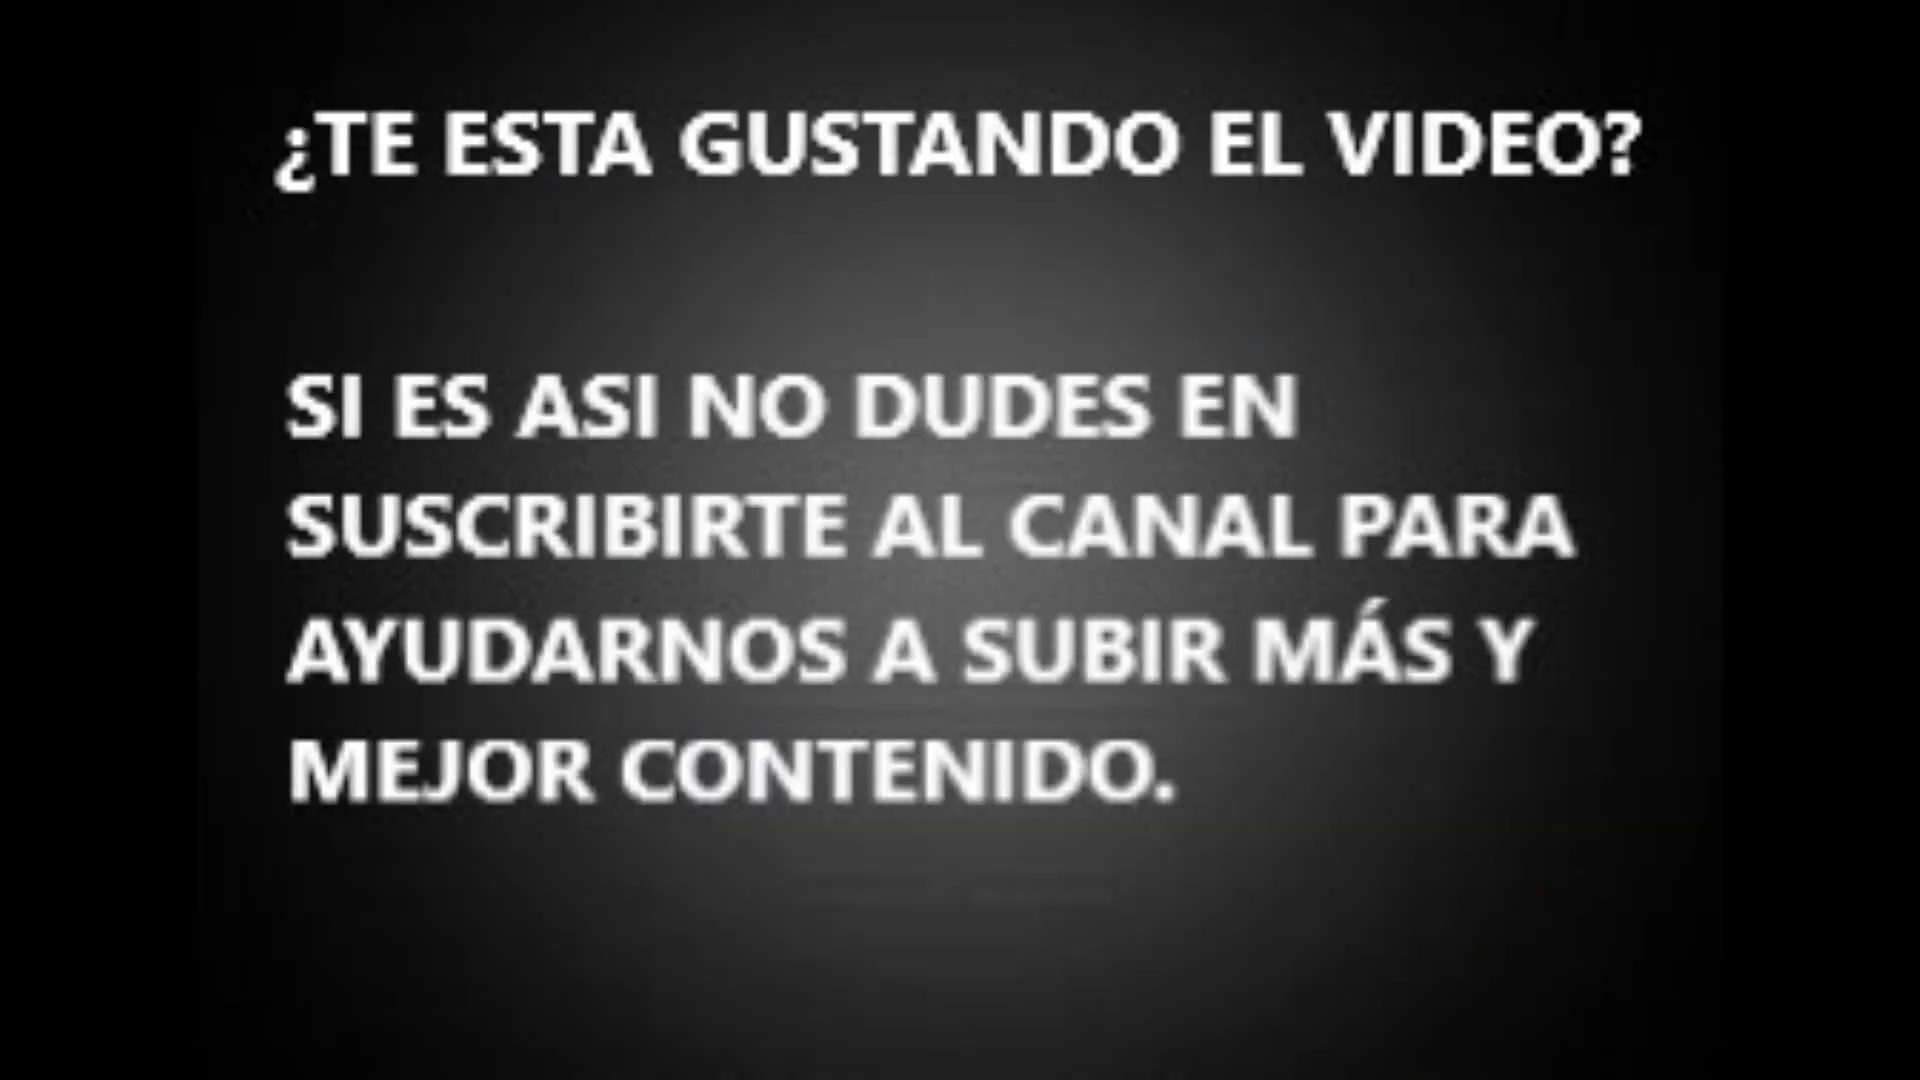 ¿TE ESTA GUSTANDO EL VIDEO?
SI ES ASI NO DUDES EN
SUSCRIBIRTE AL CANAL PARA
AYUDARNOS A SUBIR MÁS Y
MEJOR CONTENIDO.